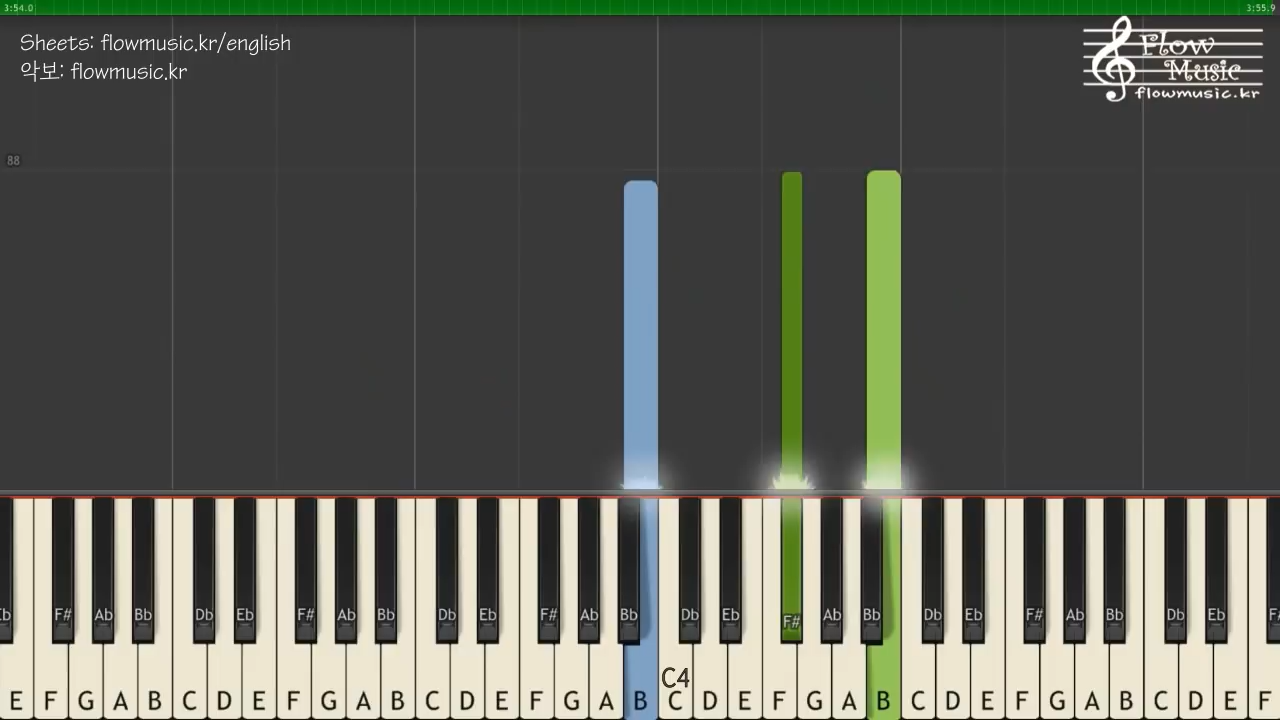 3:54.0
3:55.9
Sheets: flowmusic.kr/english
악보: flowmusic.kr
Flow
Music
flowmusic.kr
88
Eb F# Ab Bb Db Eb F# Ab Bb Db Eb F# Ab Bb Db Eb F# Ab Bb Db Eb F# Ab Bb Db Eb F#
C4
E F G A B C D E F G A B C D E F G A B C D E F G A B C D E F G A B C D E F